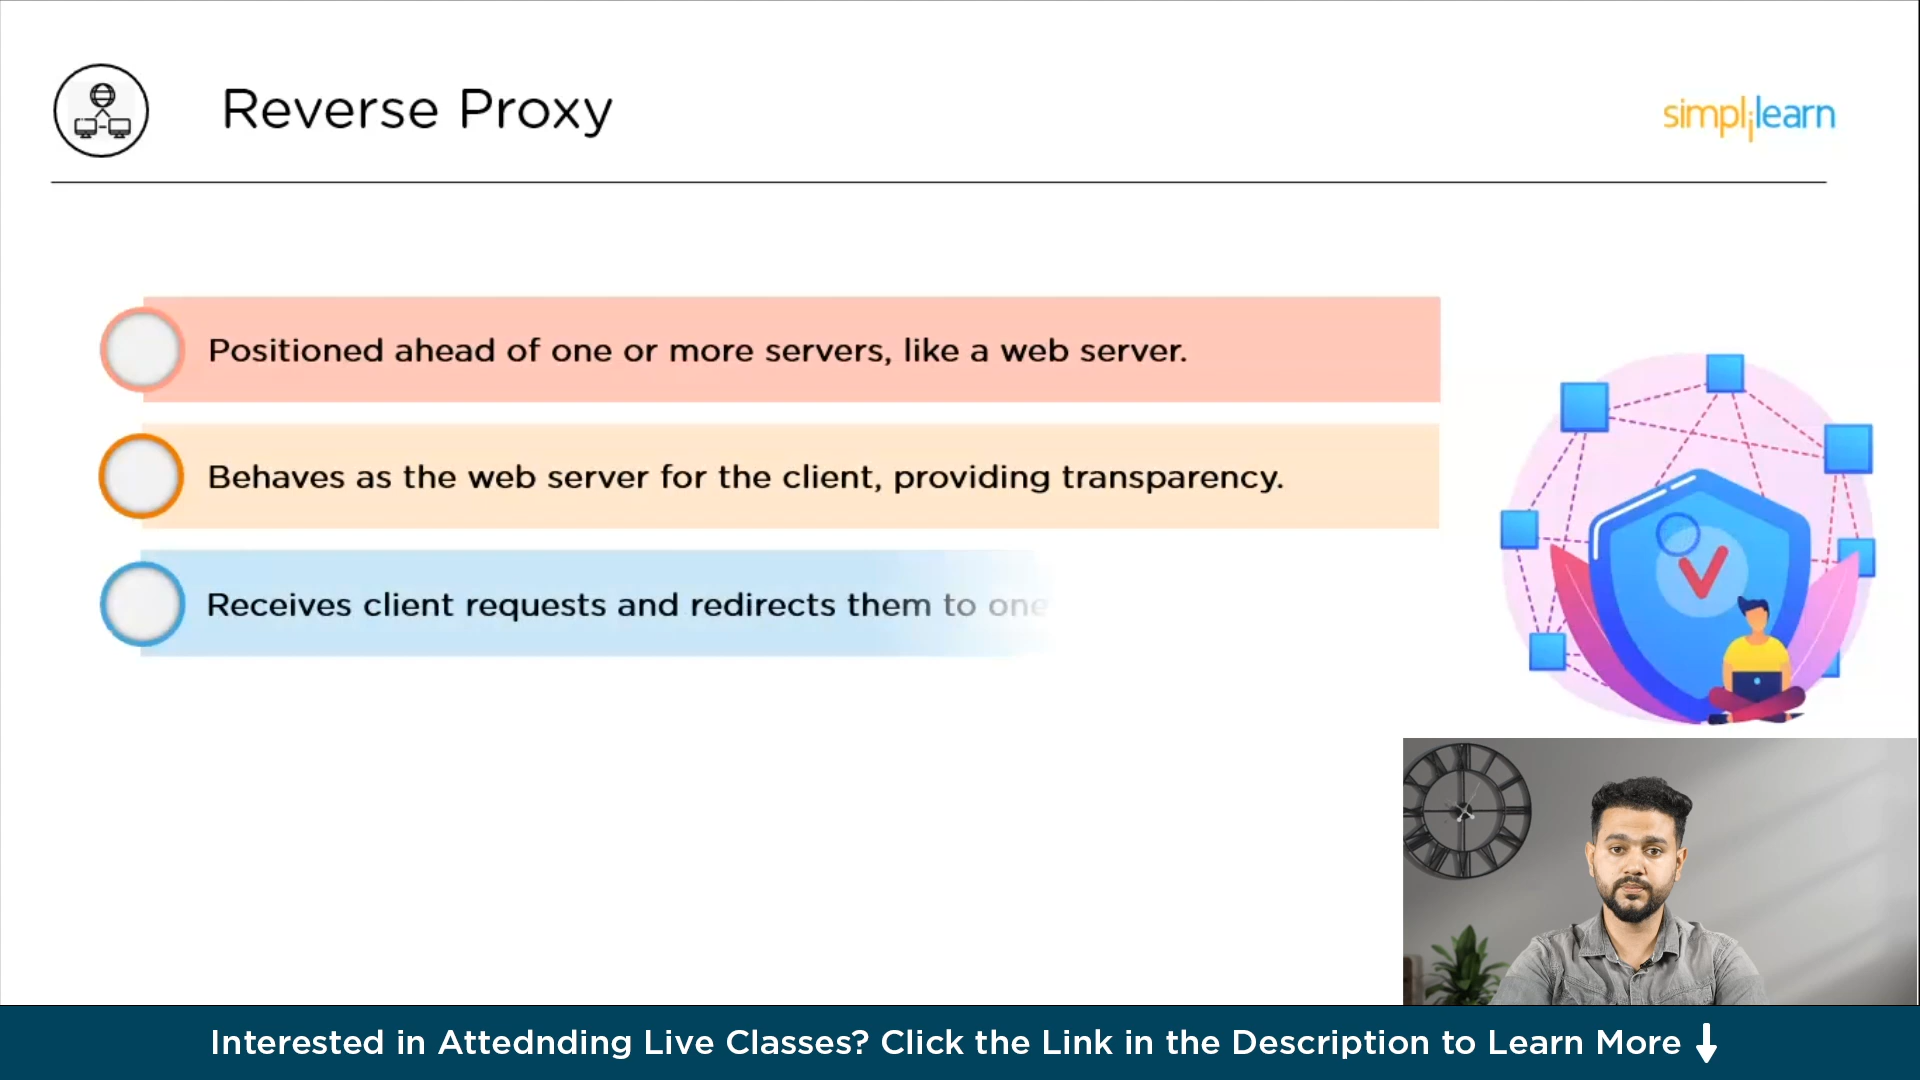 Reverse Proxy
simplilearn
Positioned ahead of one or more servers, like a web server.
Behaves as the web server for the client, providing transparency.
Receives client requests and redirects them to one
Interested in Attednding Live Classes? Click the Link in the Description to Learn More